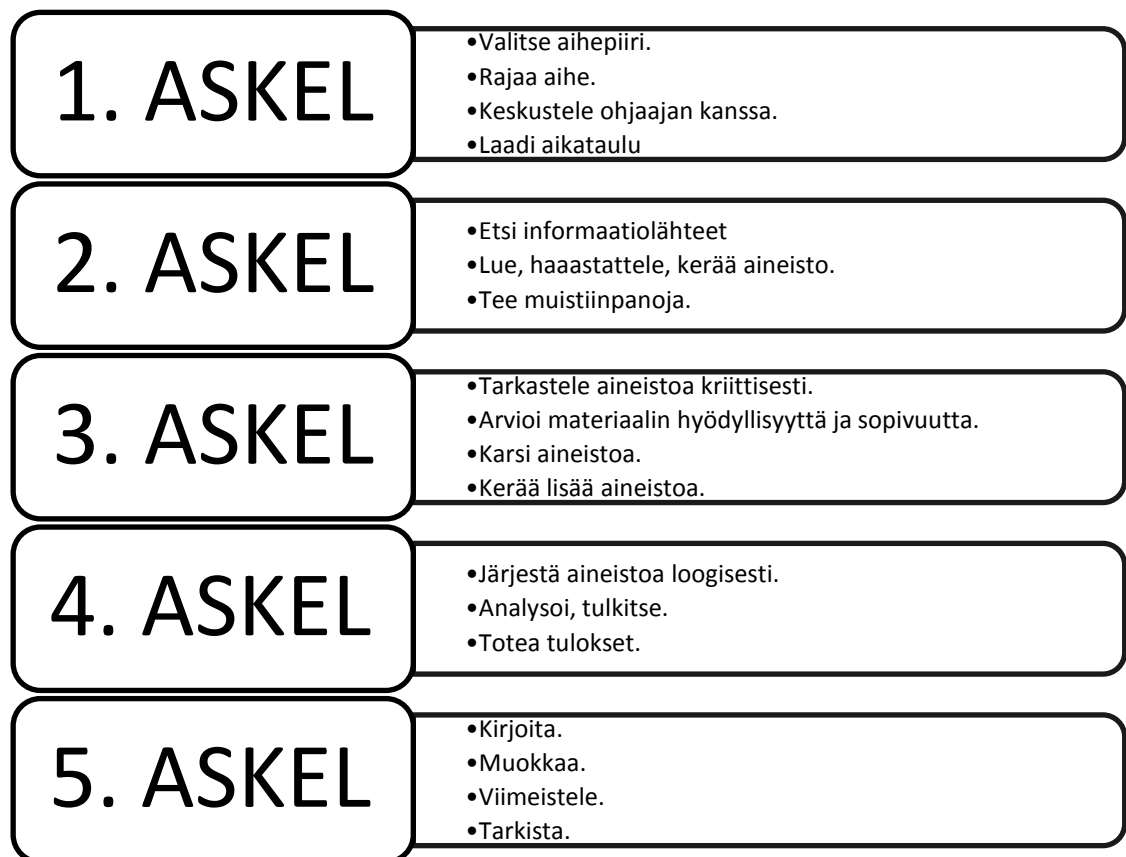 1. ASKEL
•Valitse aihepiiri.
•Rajaa aihe.
•Keskustele ohjaajan kanssa.
•Laadi aikataulu
2. ASKEL
•Etsi informaatiolähteet
•Lue, haaastattele, kerää aineisto.
•Tee muistiinpanoja.
3. ASKEL
•Tarkastele aineistoa kriittisesti.
•Arvioi materiaalin hyödyllisyyttä ja sopivuutta.
•Karsi aineistoa.
•Kerää lisää aineistoa.
4. ASKEL
•Järjestä aineistoa loogisesti.
•Analysoi, tulkitse.
•Totea tulokset.
5. ASKEL
•Kirjoita.
•Muokkaa.
•Viimeistele.
•Tarkista.